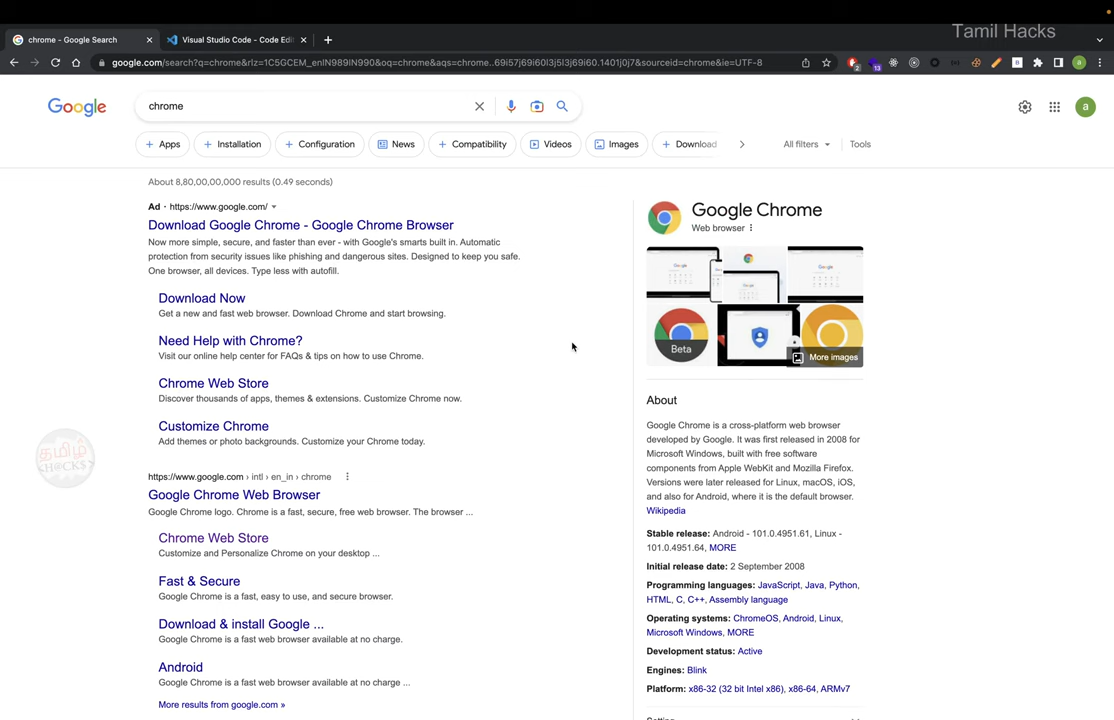 Tamil Hacks
chrome - Google Search
Visual Studio Code - Code Edit
google.com/search?q=chrome&rlz=1C5GCEM_enIN989IN990&oq=chrome&aqs=chrome..69i57j69i60l3j5l3j69i60.1401j0j7&sourceid=chrome&ie=UTF-8
Google
chrome
Apps
Installation
Configuration
News
Compatibility
Videos
Images
Download
All filters
Tools
a
About 8,80,00,00,000 results (0.49 seconds)
Ad · https://www.google.com/
Download Google Chrome - Google Chrome Browser
Now more simple, secure, and faster than ever - with Google's smarts built in. Automatic
protection from security issues like phishing and dangerous sites. Designed to keep you safe.
One browser, all devices. Type less with autofill.
Download Now
Get a new and fast web browser. Download Chrome and start browsing.
Need Help with Chrome?
Visit our online help center for FAQs & tips on how to use Chrome.
Chrome Web Store
Discover thousands of apps, themes & extensions. Customize Chrome now.
Customize Chrome
Add themes or photo backgrounds. Customize your Chrome today.
தமிழ்
<H@CKS>
https://www.google.com › intl › en_in › chrome
Google Chrome Web Browser
Google Chrome logo. Chrome is a fast, secure, free web browser. The browser ...
Chrome Web Store
Customize and Personalize Chrome on your desktop ...
Fast & Secure
Google Chrome is a fast, easy to use, and secure browser.
Download & install Google ...
Google Chrome is a fast web browser available at no charge.
Android
Google Chrome is a fast web browser available at no charge ...
More results from google.com »
Google Chrome
Web browser
Beta
More images
About
Google Chrome is a cross-platform web browser
developed by Google. It was first released in 2008 for
Microsoft Windows, built with free software
components from Apple WebKit and Mozilla Firefox.
Versions were later released for Linux, macOS, iOS,
and also for Android, where it is the default browser.
Wikipedia
Stable release: Android - 101.0.4951.61, Linux -
101.0.4951.64, MORE
Initial release date: 2 September 2008
Programming languages: JavaScript, Java, Python,
HTML, C, C++, Assembly language
Operating systems: ChromeOS, Android, Linux,
Microsoft Windows, MORE
Development status: Active
Engines: Blink
Platform: x86-32 (32 bit Intel x86), x86-64, ARMv7